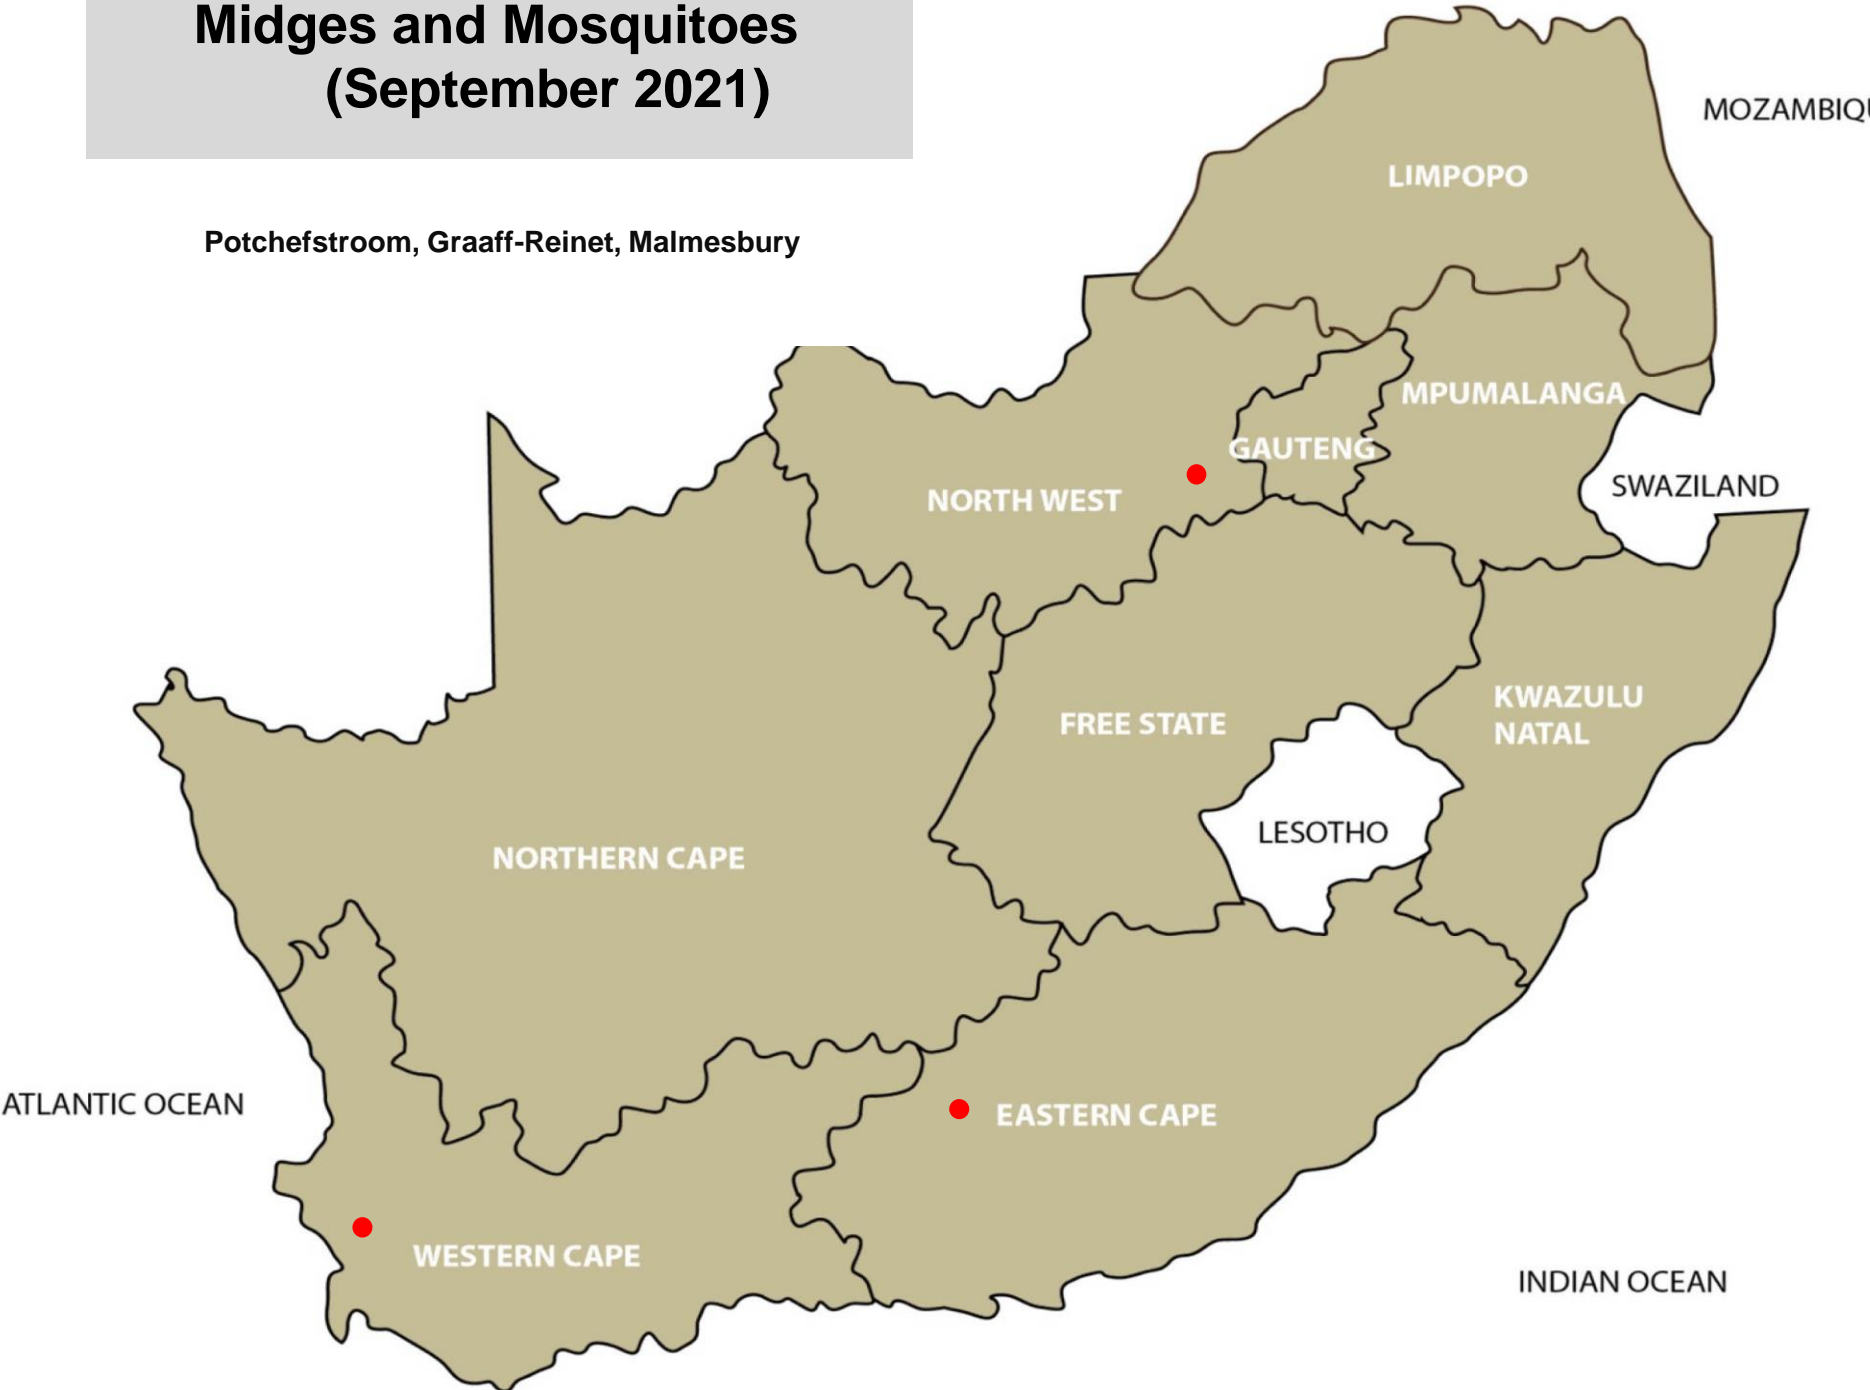 Midges and Mosquitoes
(September 2021)
Potchefstroom, Graaff-Reinet, Malmesbury
MOZAMBIQU
LIMPOPO
MPUMALANGA
GAUTENG
SWAZILAND
NORTH WEST
KWAZULU
NATAL
FREE STATE
LESOTHO
NORTHERN CAPE
ATLANTIC OCEAN
EASTERN CAPE
WESTERN CAPE
INDIAN OCEAN